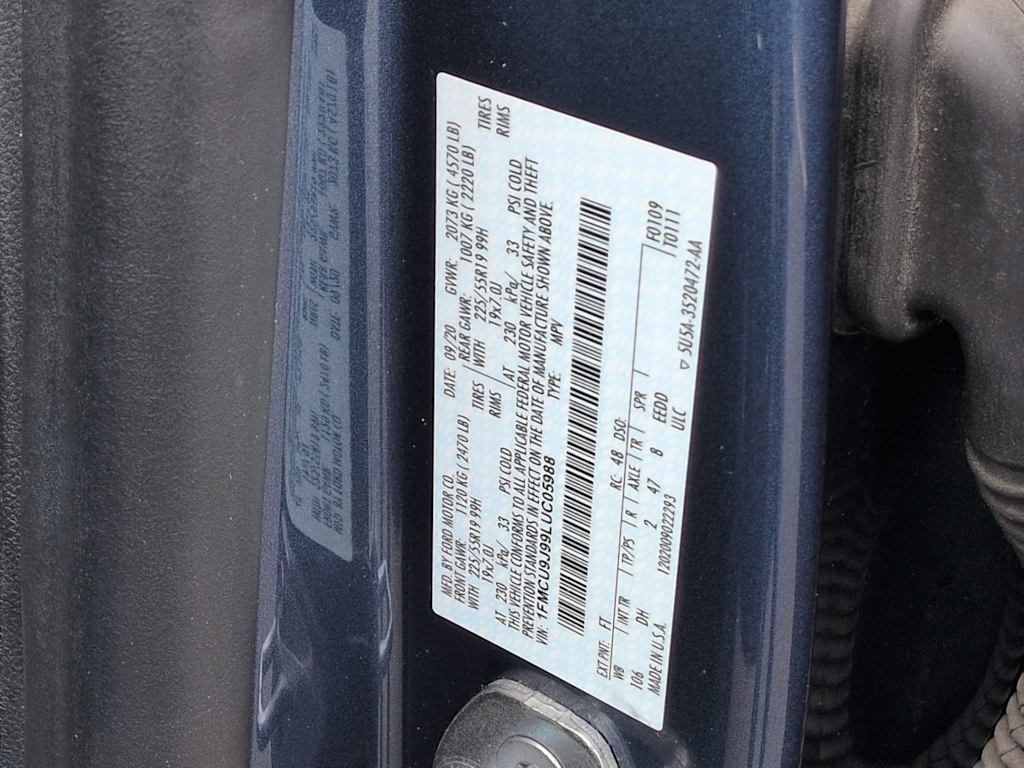 MFD. BY FORD MOTOR CO. DATE: 09/20 GVWR: 2073 KG ( 4570 LB)
FRONT GAWR: 1120 KG ( 2470 LB) REAR GAWR: 1007 KG ( 2220 LB)
WITH 225/55R19 99H TIRES WITH 225/55R19 99H TIRES
19x7.0J RIMS 19x7.0J RIMS
AT 230 kPa/ 33 PSI COLD AT 230 kPa/ 33 PSI COLD
THIS VEHICLE CONFORMS TO ALL APPLICABLE FEDERAL MOTOR VEHICLE SAFETY AND THEFT
PREVENTION STANDARDS IN EFFECT ON THE DATE OF MANUFACTURE SHOWN ABOVE.
VIN: 1FMCU9J99LUC05988 TYPE: MPV
EXT PNT: FT RC: 48 DSO: F0109
WB INT TR TP/PS R AXLE TR SPR T0111
106 DH 2 47 8 EEDD
MADE IN U.S.A. 120200902293 ULC SU5A-3520472-AA